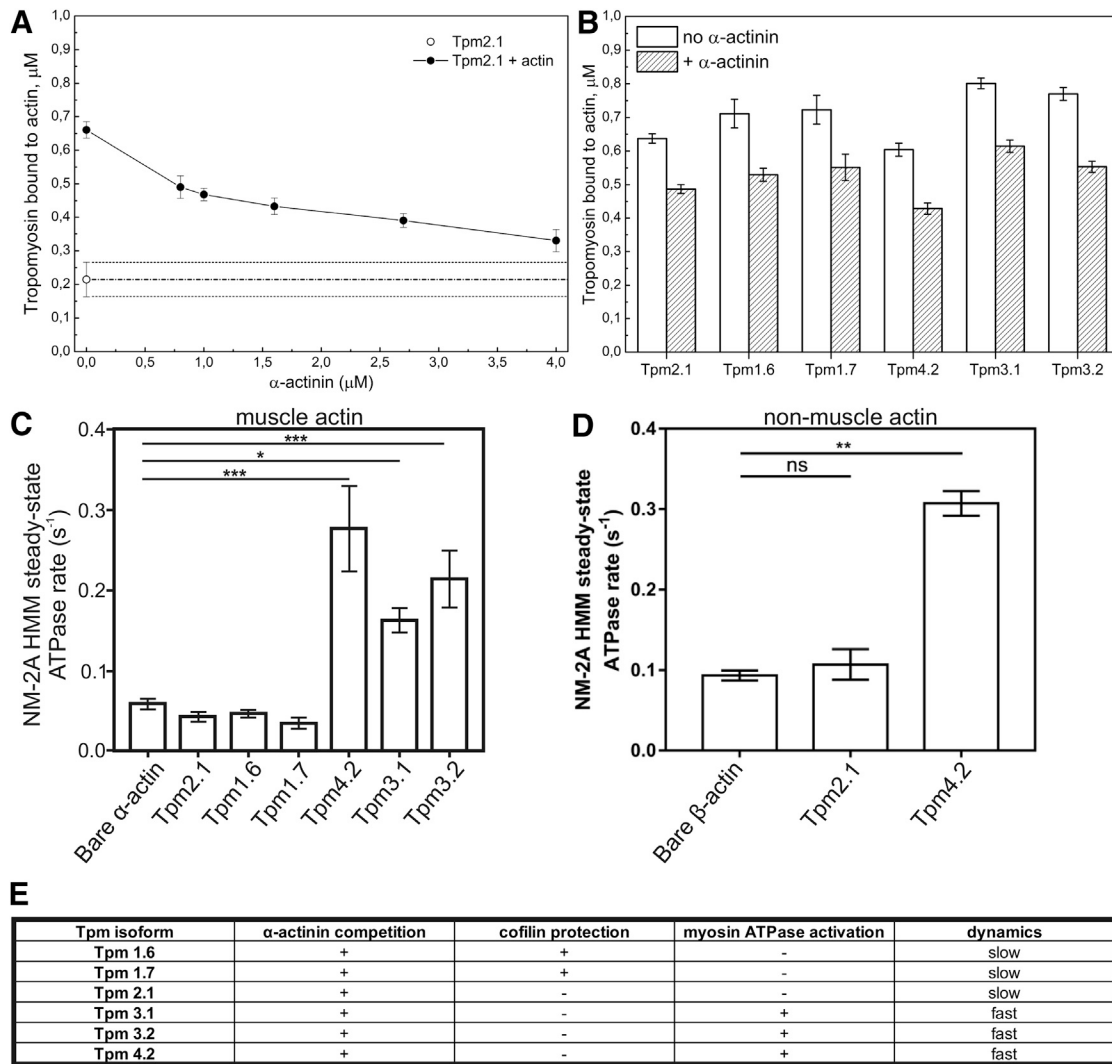 A
Tropomyosin bound to actin, μM
1,0
0,9
0,8
0,7
0,6
0,5
0,4
0,3
0,2
0,1
0,0
Tpm2.1
Tpm2.1 + actin
0,0 0,5 1,0 1,5 2,0 2,5 3,0 3,5 4,0
α-actinin (μM)
B
Tropomyosin bound to actin, μM
1,0
0,9
0,8
0,7
0,6
0,5
0,4
0,3
0,2
0,1
0,0
no α-actinin
+ α-actinin
Tpm2.1 Tpm1.6 Tpm1.7 Tpm4.2 Tpm3.1 Tpm3.2
C
muscle actin
NM-2A HMM steady-state
ATPase rate (s-1)
0.4
0.3
0.2
0.1
0.0
***
*
***
Bare α-actin
Tpm2.1
Tpm1.6
Tpm1.7
Tpm4.2
Tpm3.1
Tpm3.2
D
non-muscle actin
NM-2A HMM steady-state
ATPase rate (s-1)
0.4
0.3
0.2
0.1
0.0
**
ns
Bare β-actin
Tpm2.1
Tpm4.2
E
Tpm isoform α-actinin competition cofilin protection myosin ATPase activation dynamics
Tpm 1.6 + + - slow
Tpm 1.7 + + - slow
Tpm 2.1 + - - slow
Tpm 3.1 + - + fast
Tpm 3.2 + - + fast
Tpm 4.2 + - + fast